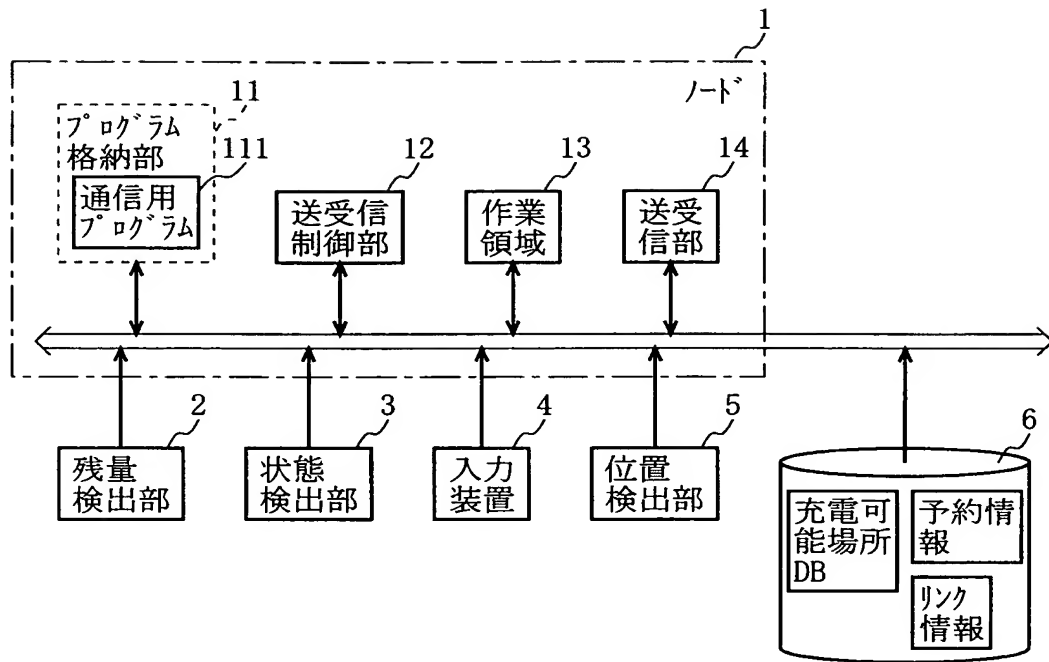 1
ノード
11
プログラム
格納部
111
通信用
プログラム
12
送受信
制御部
13
作業
領域
14
送受
信部
2
残量
検出部
3
状態
検出部
4
入力
装置
5
位置
検出部
6
充電可
能場所
DB
予約情
報
リンク
情報